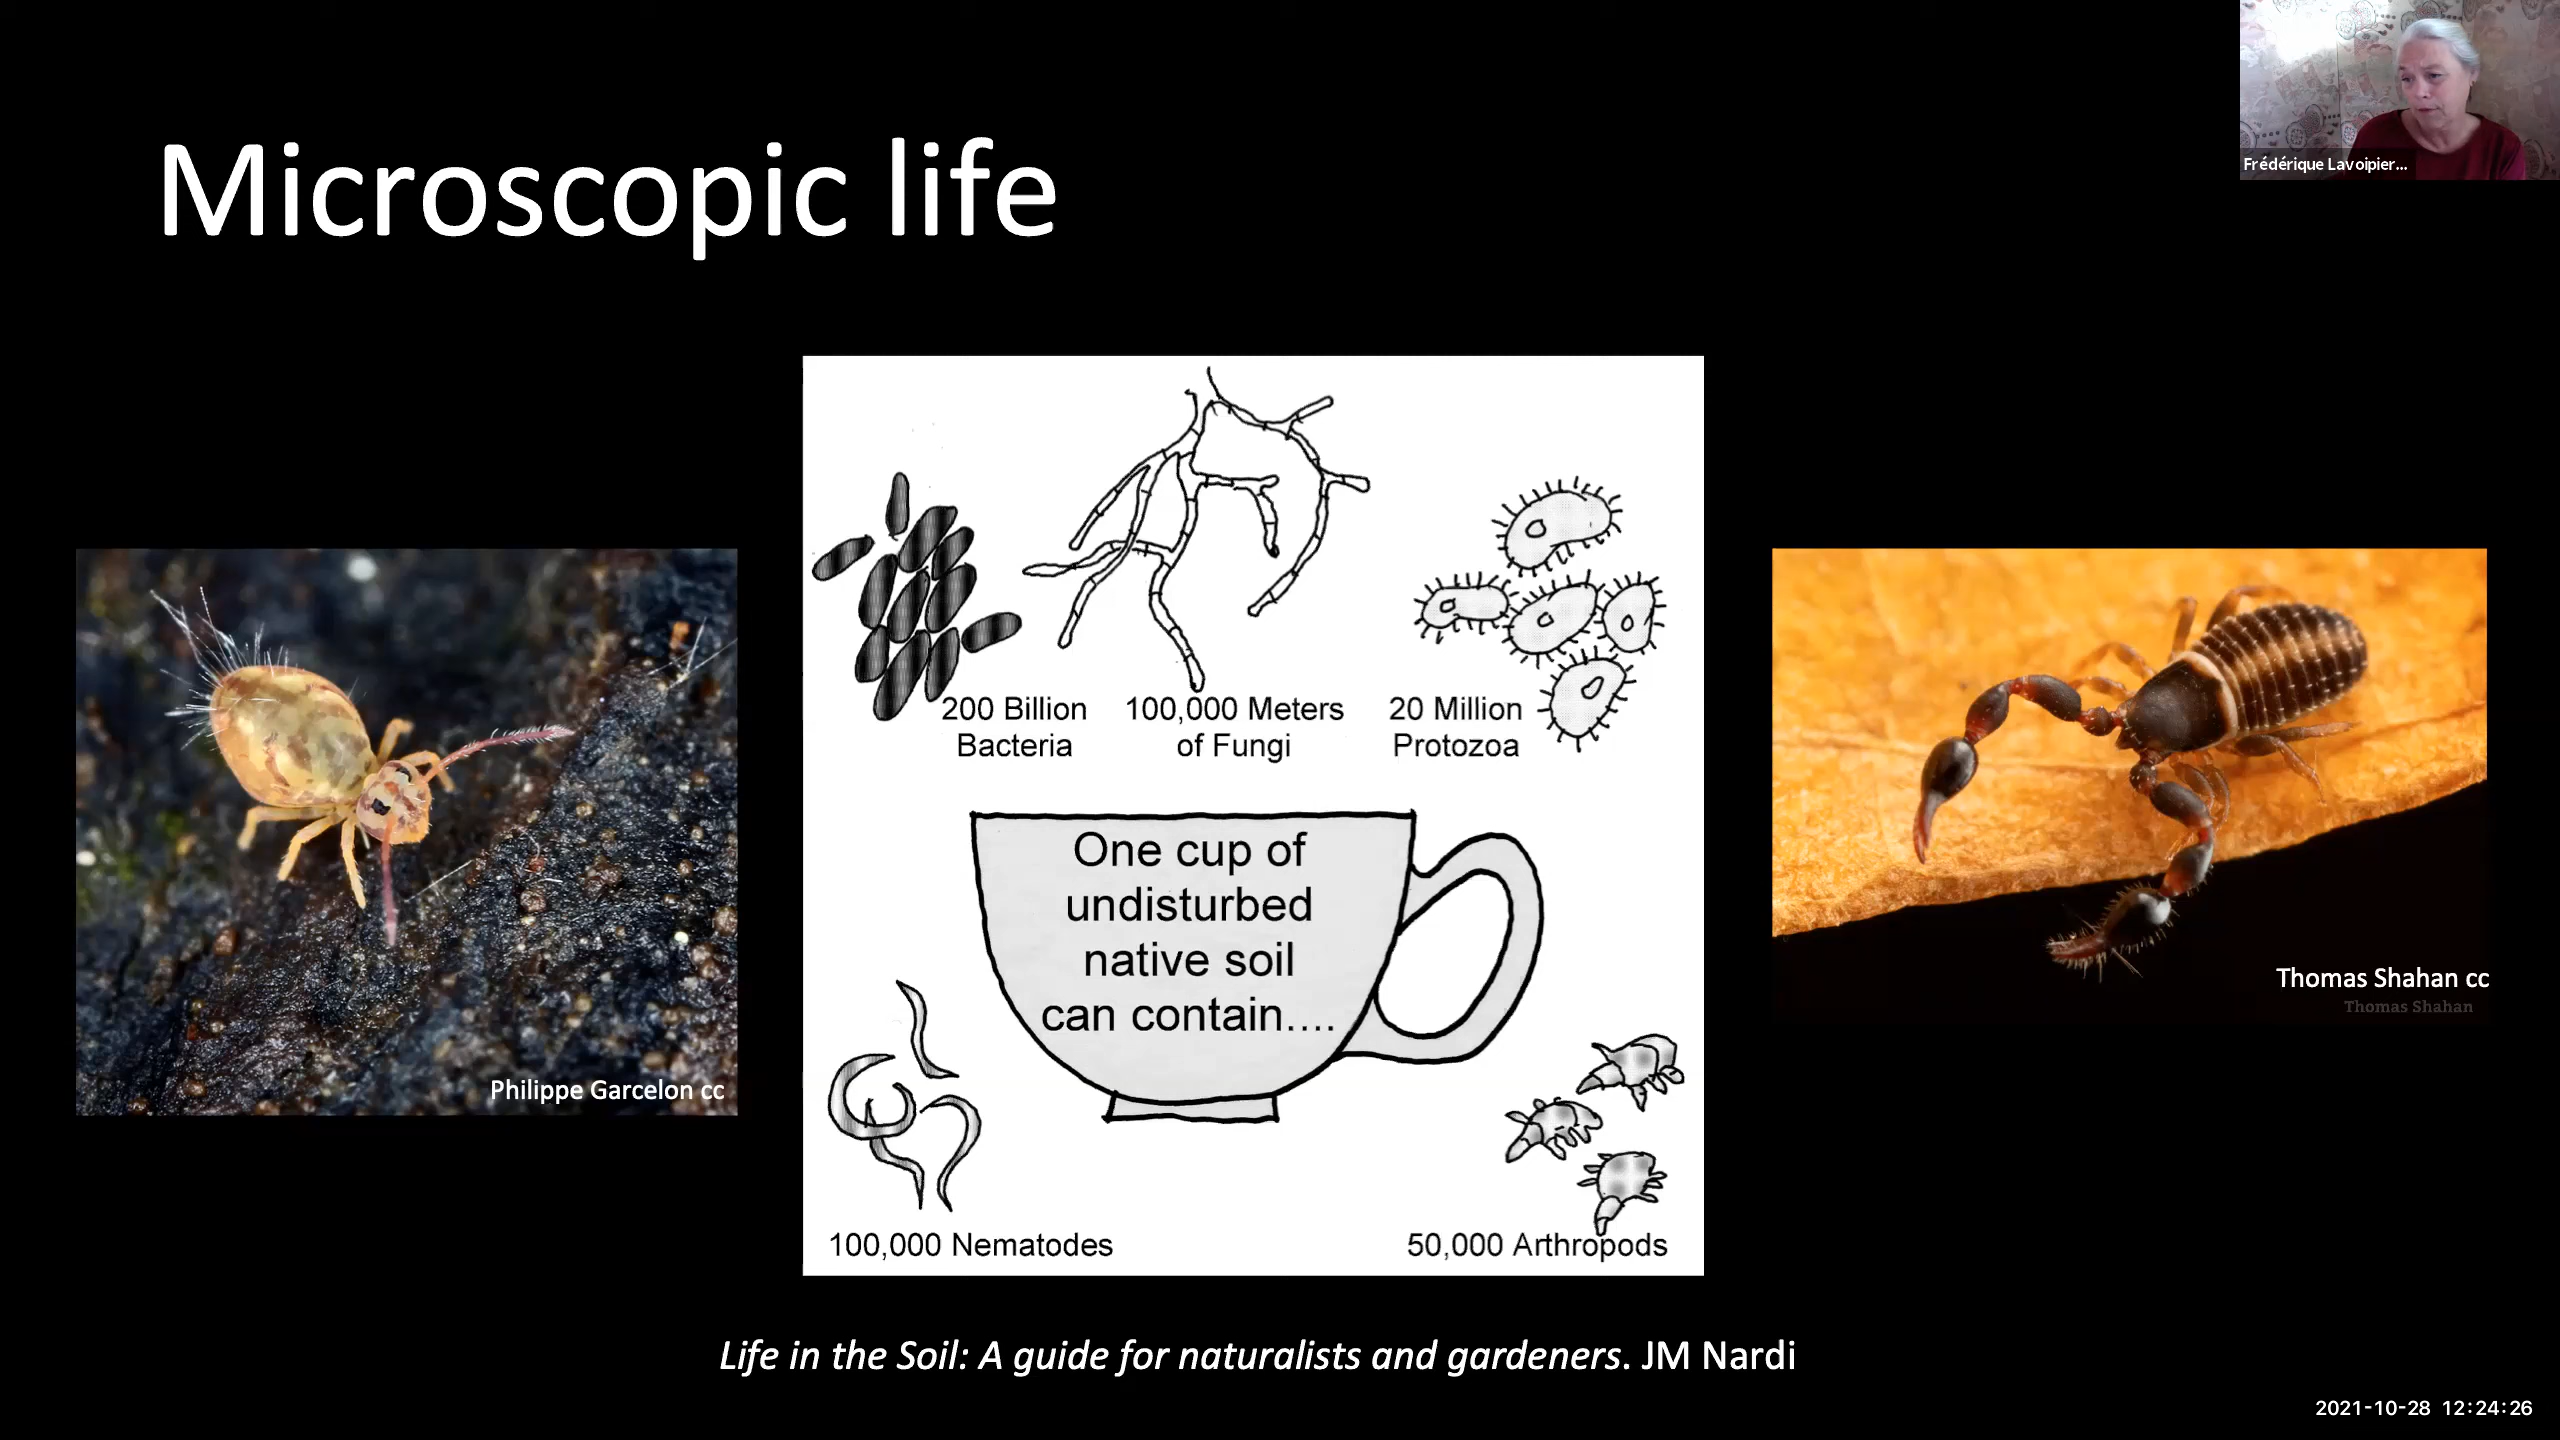 Microscopic life
Frédérique Lavoipier...
200 Billion
Bacteria
100,000 Meters
of Fungi
20 Million
Protozoa
One cup of
undisturbed
native soil
can contain....
100,000 Nematodes
50,000 Arthropods
Philippe Garcelon cc
Thomas Shahan cc
Thomas Shahan
Life in the Soil: A guide for naturalists and gardeners. JM Nardi
2021-10-28 12:24:26